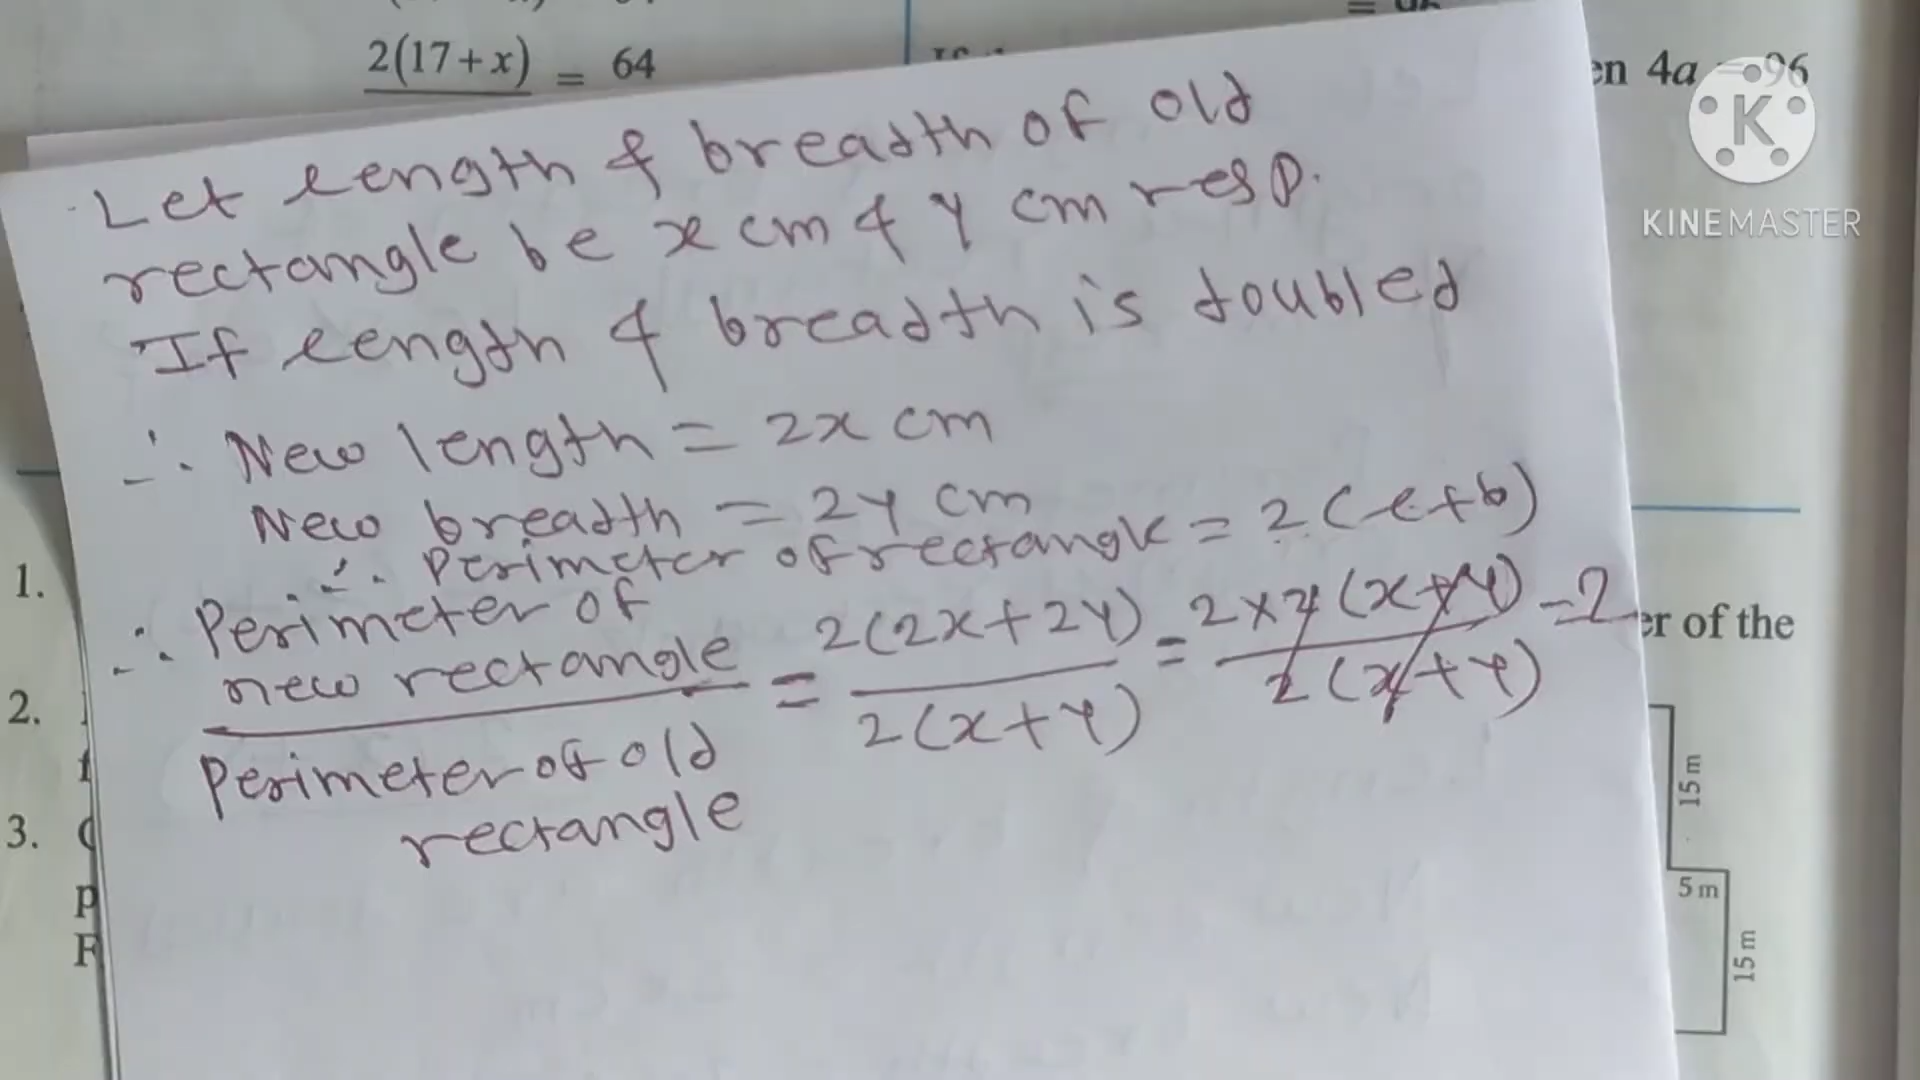 2(17+x) = 64
en 4a = 96
K
KINEMASTER
Let length & breadth of old
rectangle be x cm & y cm resp.
If length & breadth is doubled
∴ New length = 2x cm
New breadth = 2y cm
∴ Perimeter of rectangle = 2(l+b)
∴ Perimeter of
new rectangle
Perimeter of old
rectangle
= 2(2x+2y) / 2(x+y) = 2×2(x+y) / 2(x+y) = 2
er of the
1.
2.
3.
p
F
15 m
5 m
15 m